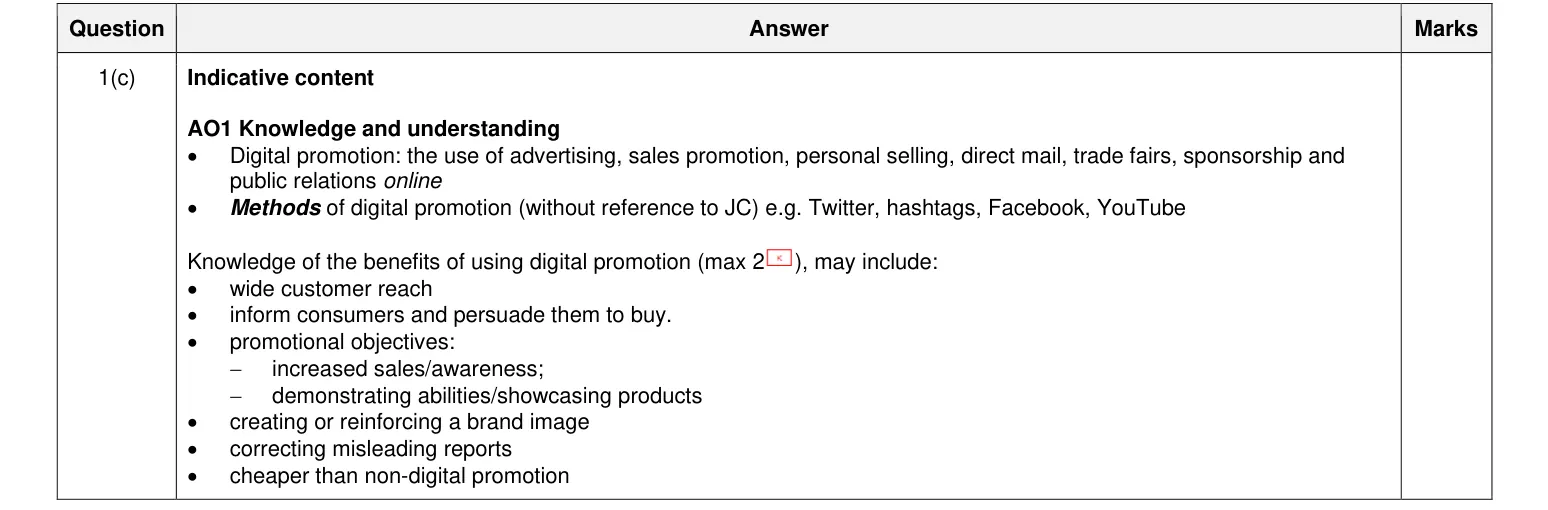 Question Answer Marks
1(c) Indicative content
AO1 Knowledge and understanding
• Digital promotion: the use of advertising, sales promotion, personal selling, direct mail, trade fairs, sponsorship and
public relations online
• Methods of digital promotion (without reference to JC) e.g. Twitter, hashtags, Facebook, YouTube
Knowledge of the benefits of using digital promotion (max 2 K ), may include:
• wide customer reach
• inform consumers and persuade them to buy.
• promotional objectives:
– increased sales/awareness;
– demonstrating abilities/showcasing products
• creating or reinforcing a brand image
• correcting misleading reports
• cheaper than non-digital promotion